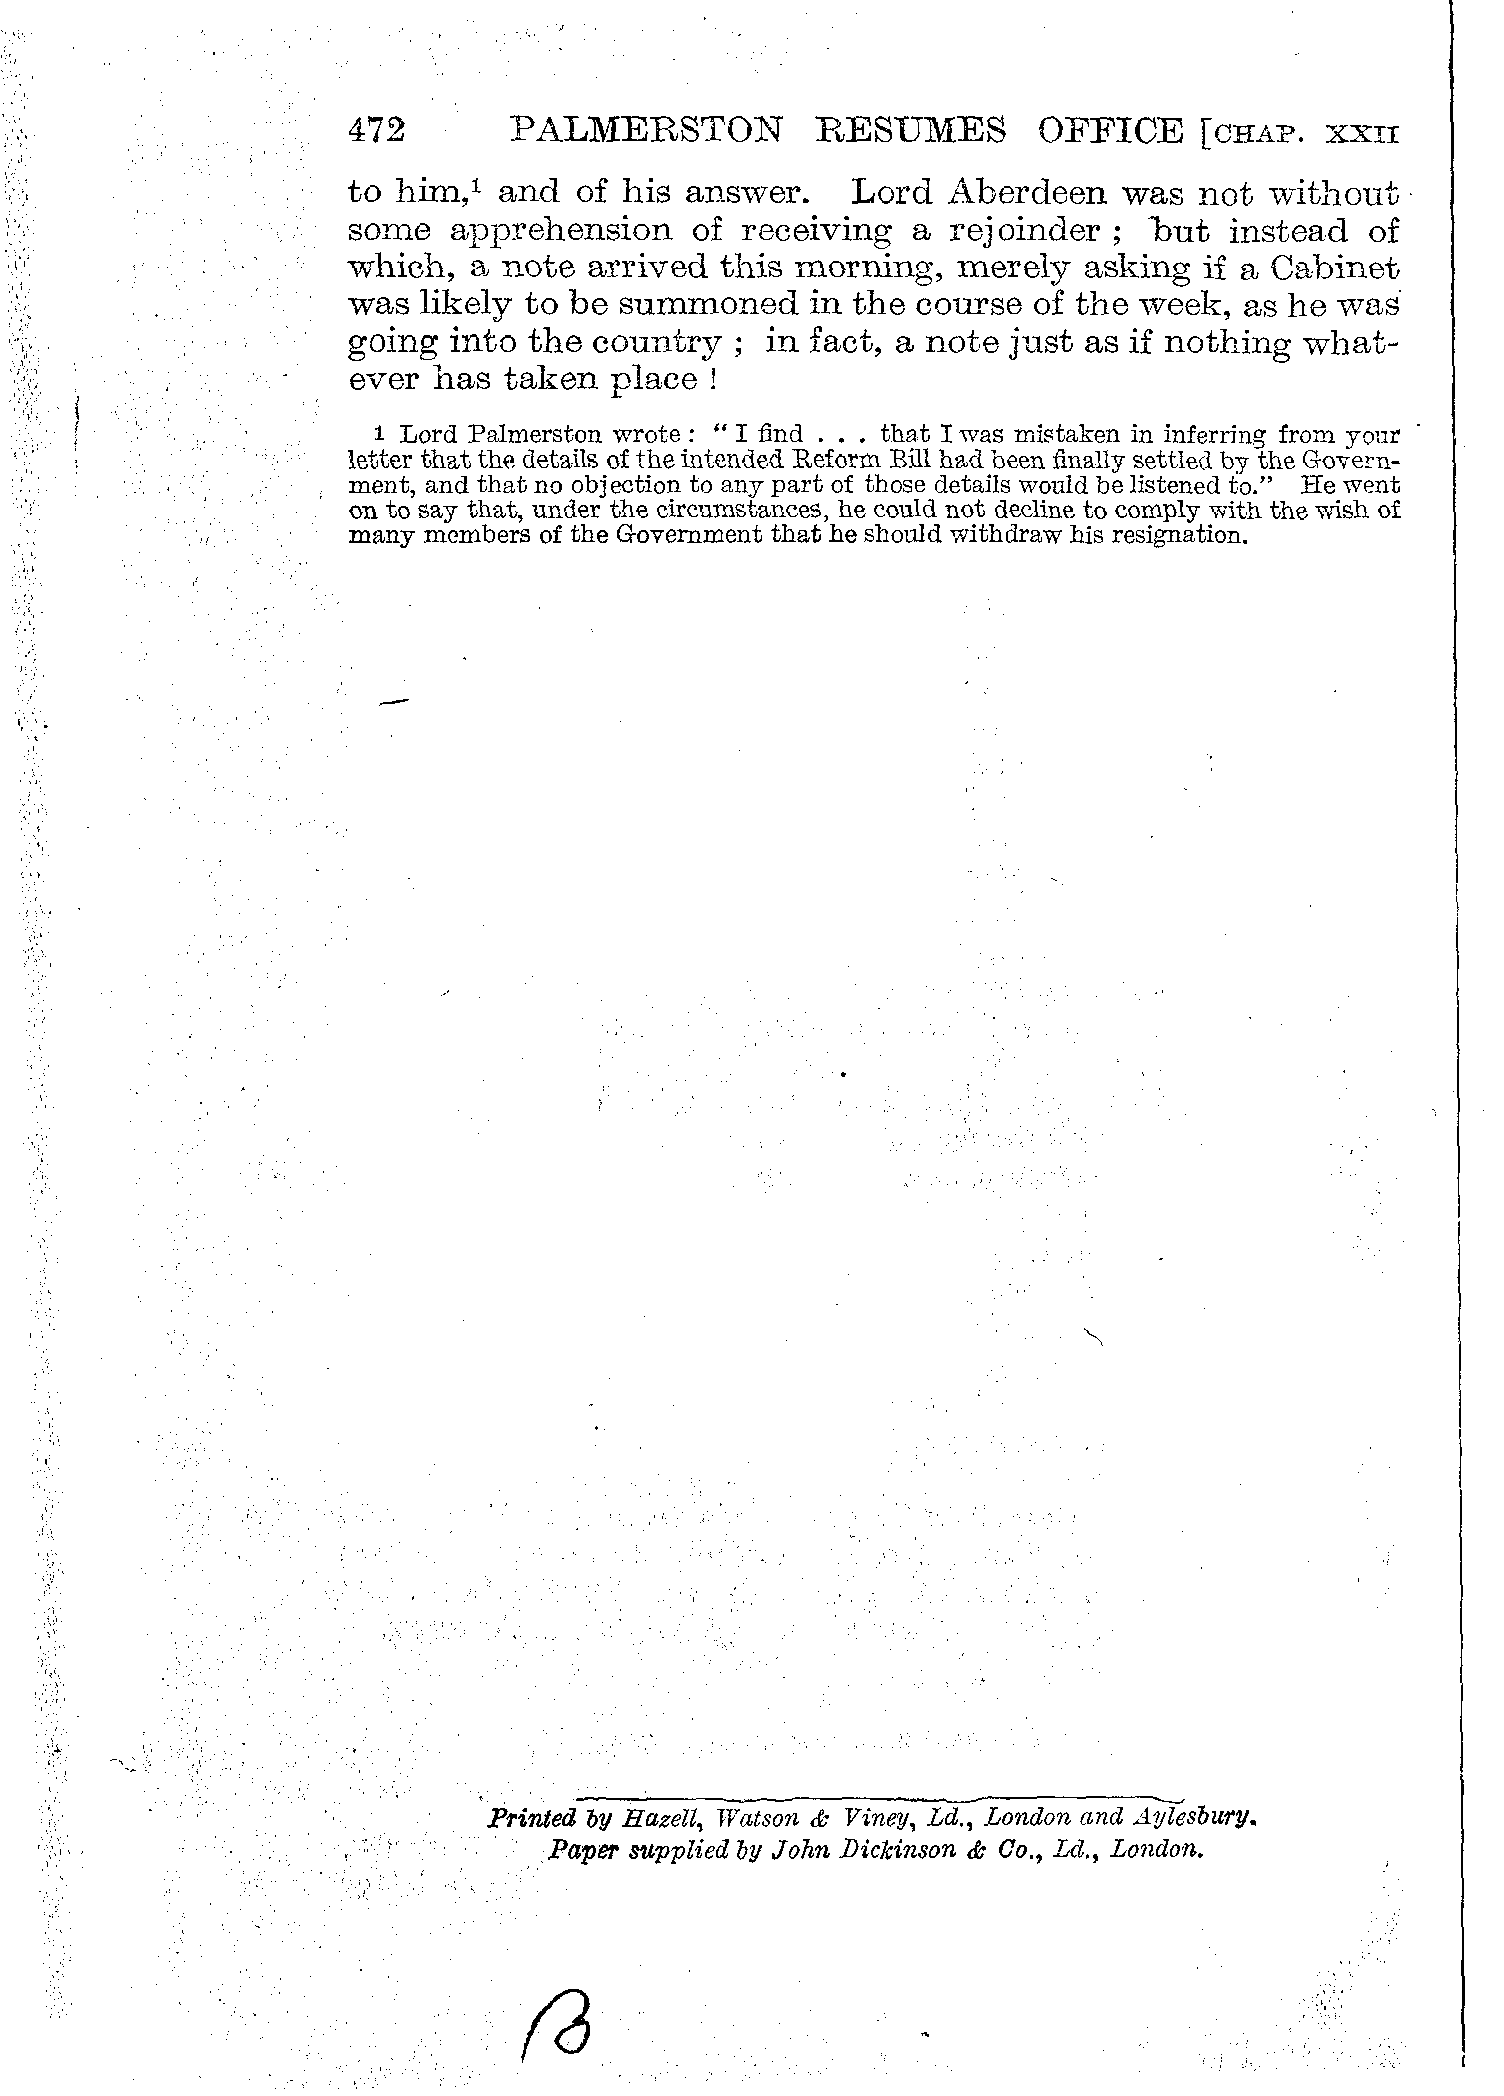 472 PALMERSTON RESUMES OFFICE [CHAP. XXII
to him,¹ and of his answer. Lord Aberdeen was not without
some apprehension of receiving a rejoinder ; but instead of
which, a note arrived this morning, merely asking if a Cabinet
was likely to be summoned in the course of the week, as he was
going into the country ; in fact, a note just as if nothing what-
ever has taken place !
1 Lord Palmerston wrote : “ I find . . . that I was mistaken in inferring from your
letter that the details of the intended Reform Bill had been finally settled by the Govern-
ment, and that no objection to any part of those details would be listened to.” He went
on to say that, under the circumstances, he could not decline to comply with the wish of
many members of the Government that he should withdraw his resignation.
Printed by Hazell, Watson & Viney, Ld., London and Aylesbury.
Paper supplied by John Dickinson & Co., Ld., London.
B